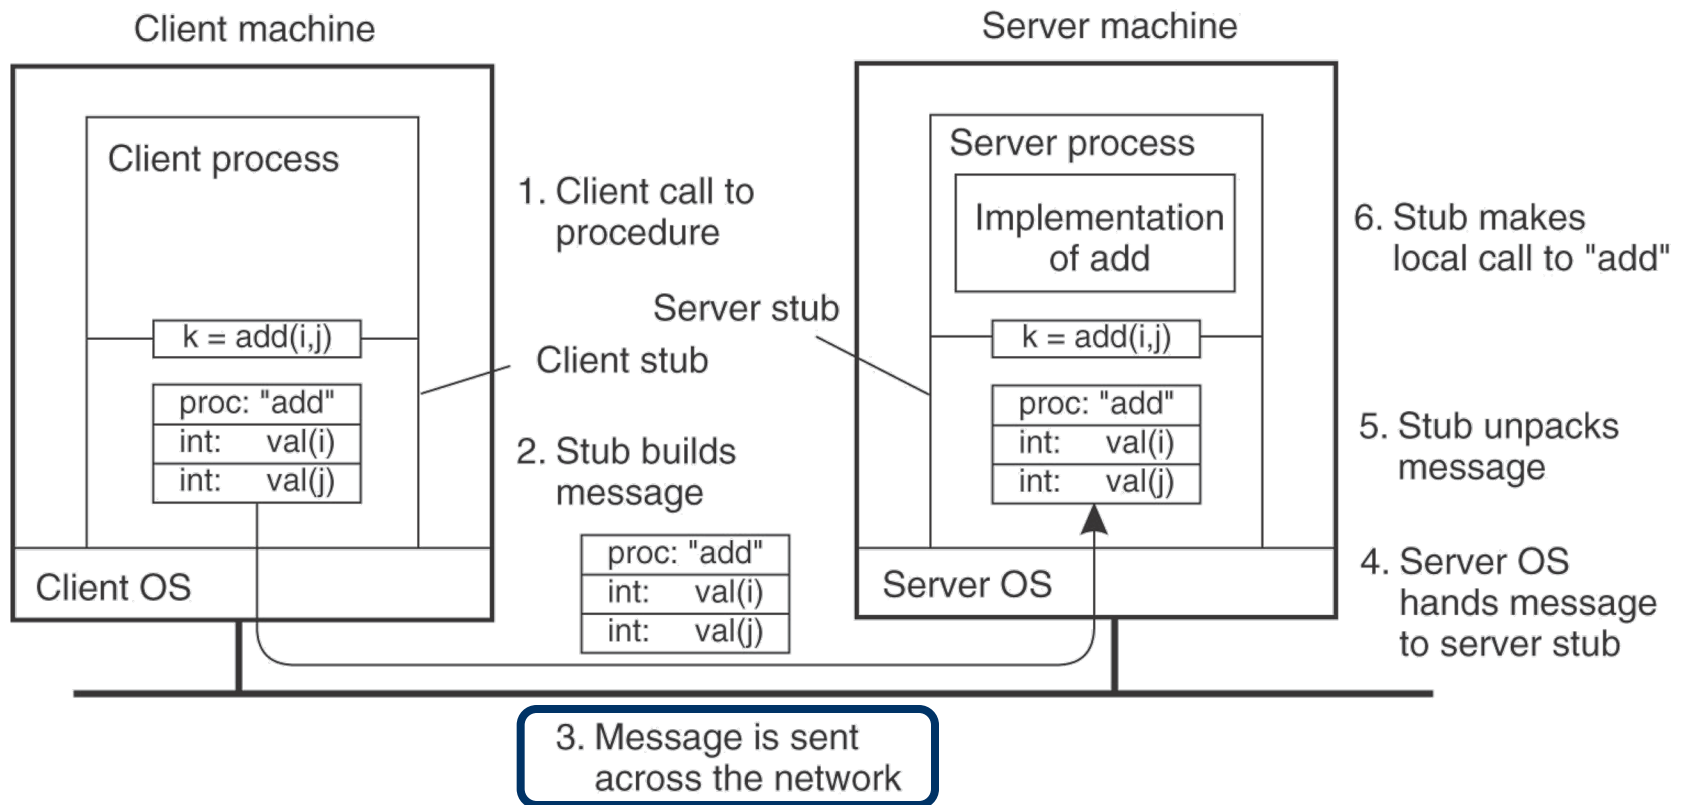 Client machine
Client process
k = add(i,j)
proc: "add"
int: val(i)
int: val(j)
Client OS
1. Client call to
procedure
Server stub
Client stub
2. Stub builds
message
proc: "add"
int: val(i)
int: val(j)
3. Message is sent
across the network
Server machine
Server process
Implementation
of add
k = add(i,j)
proc: "add"
int: val(i)
int: val(j)
Server OS
6. Stub makes
local call to "add"
5. Stub unpacks
message
4. Server OS
hands message
to server stub